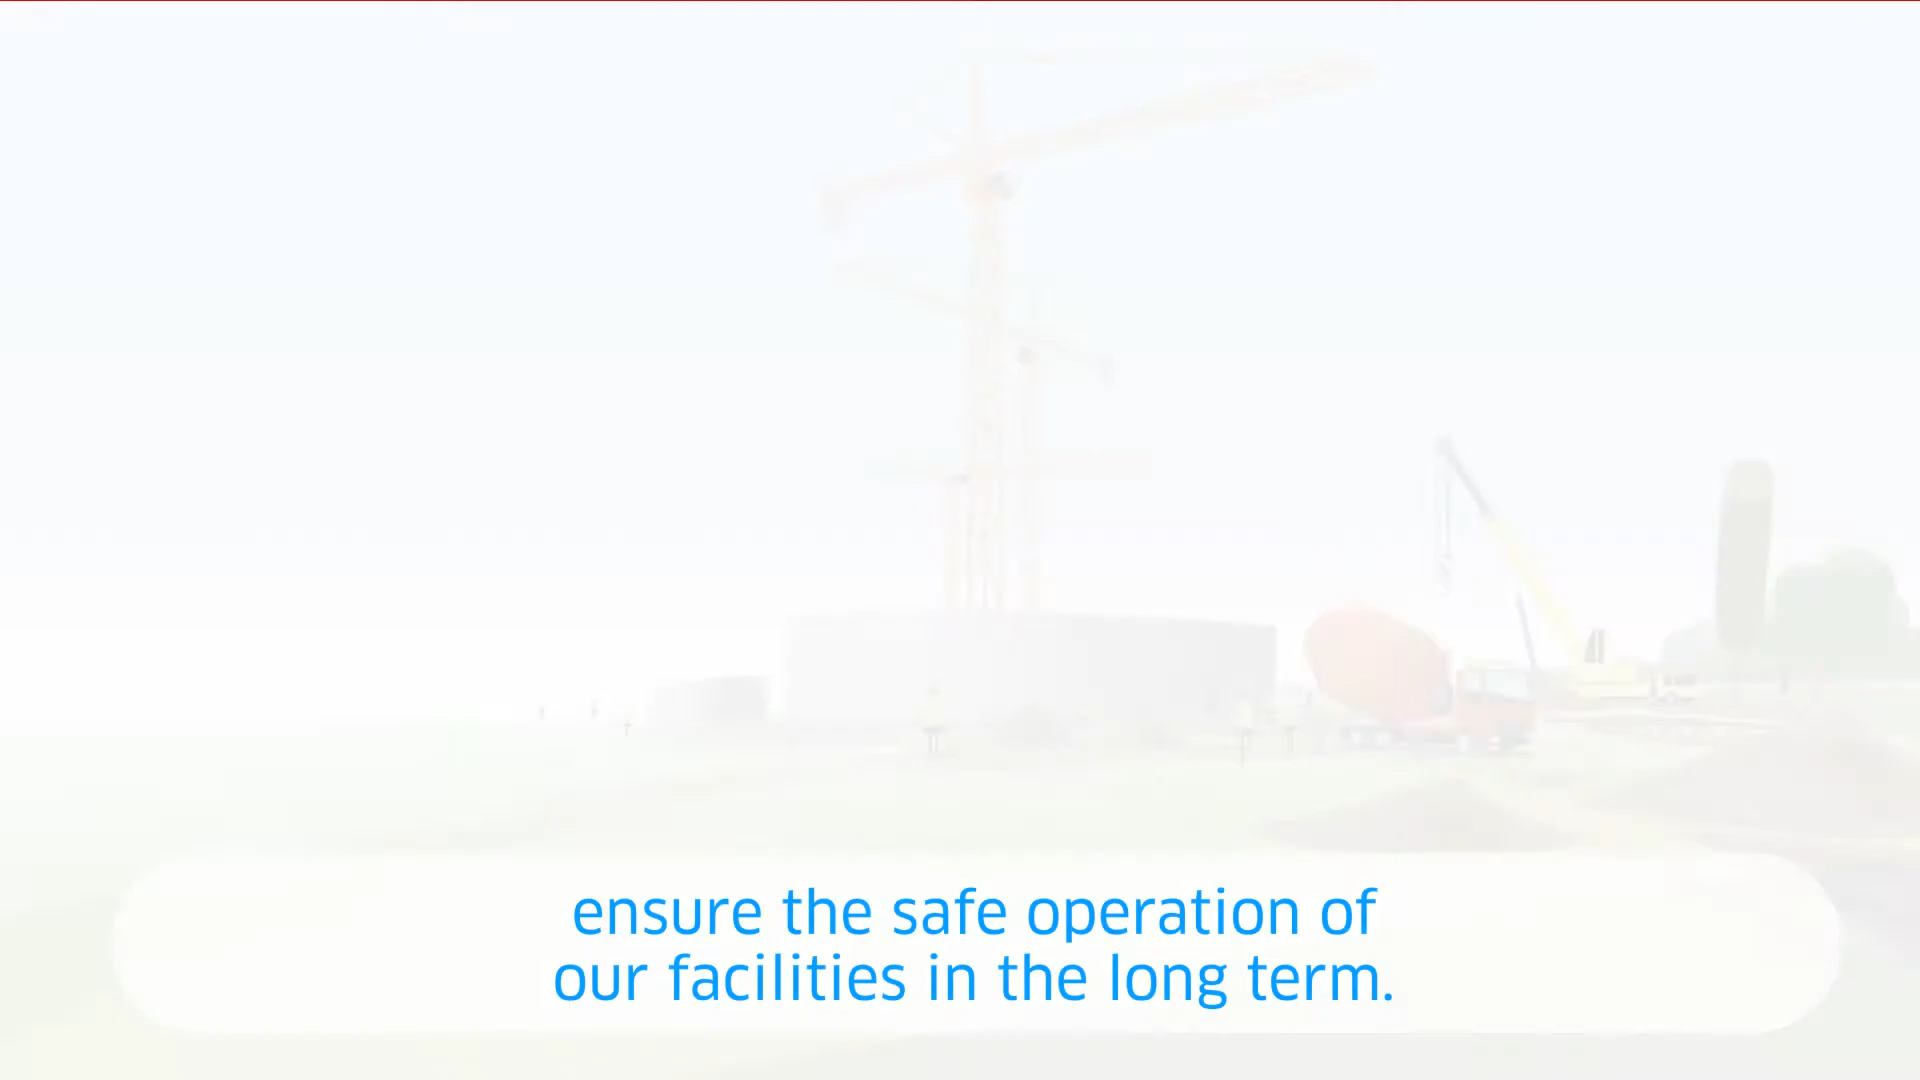 ensure the safe operation of
our facilities in the long term.